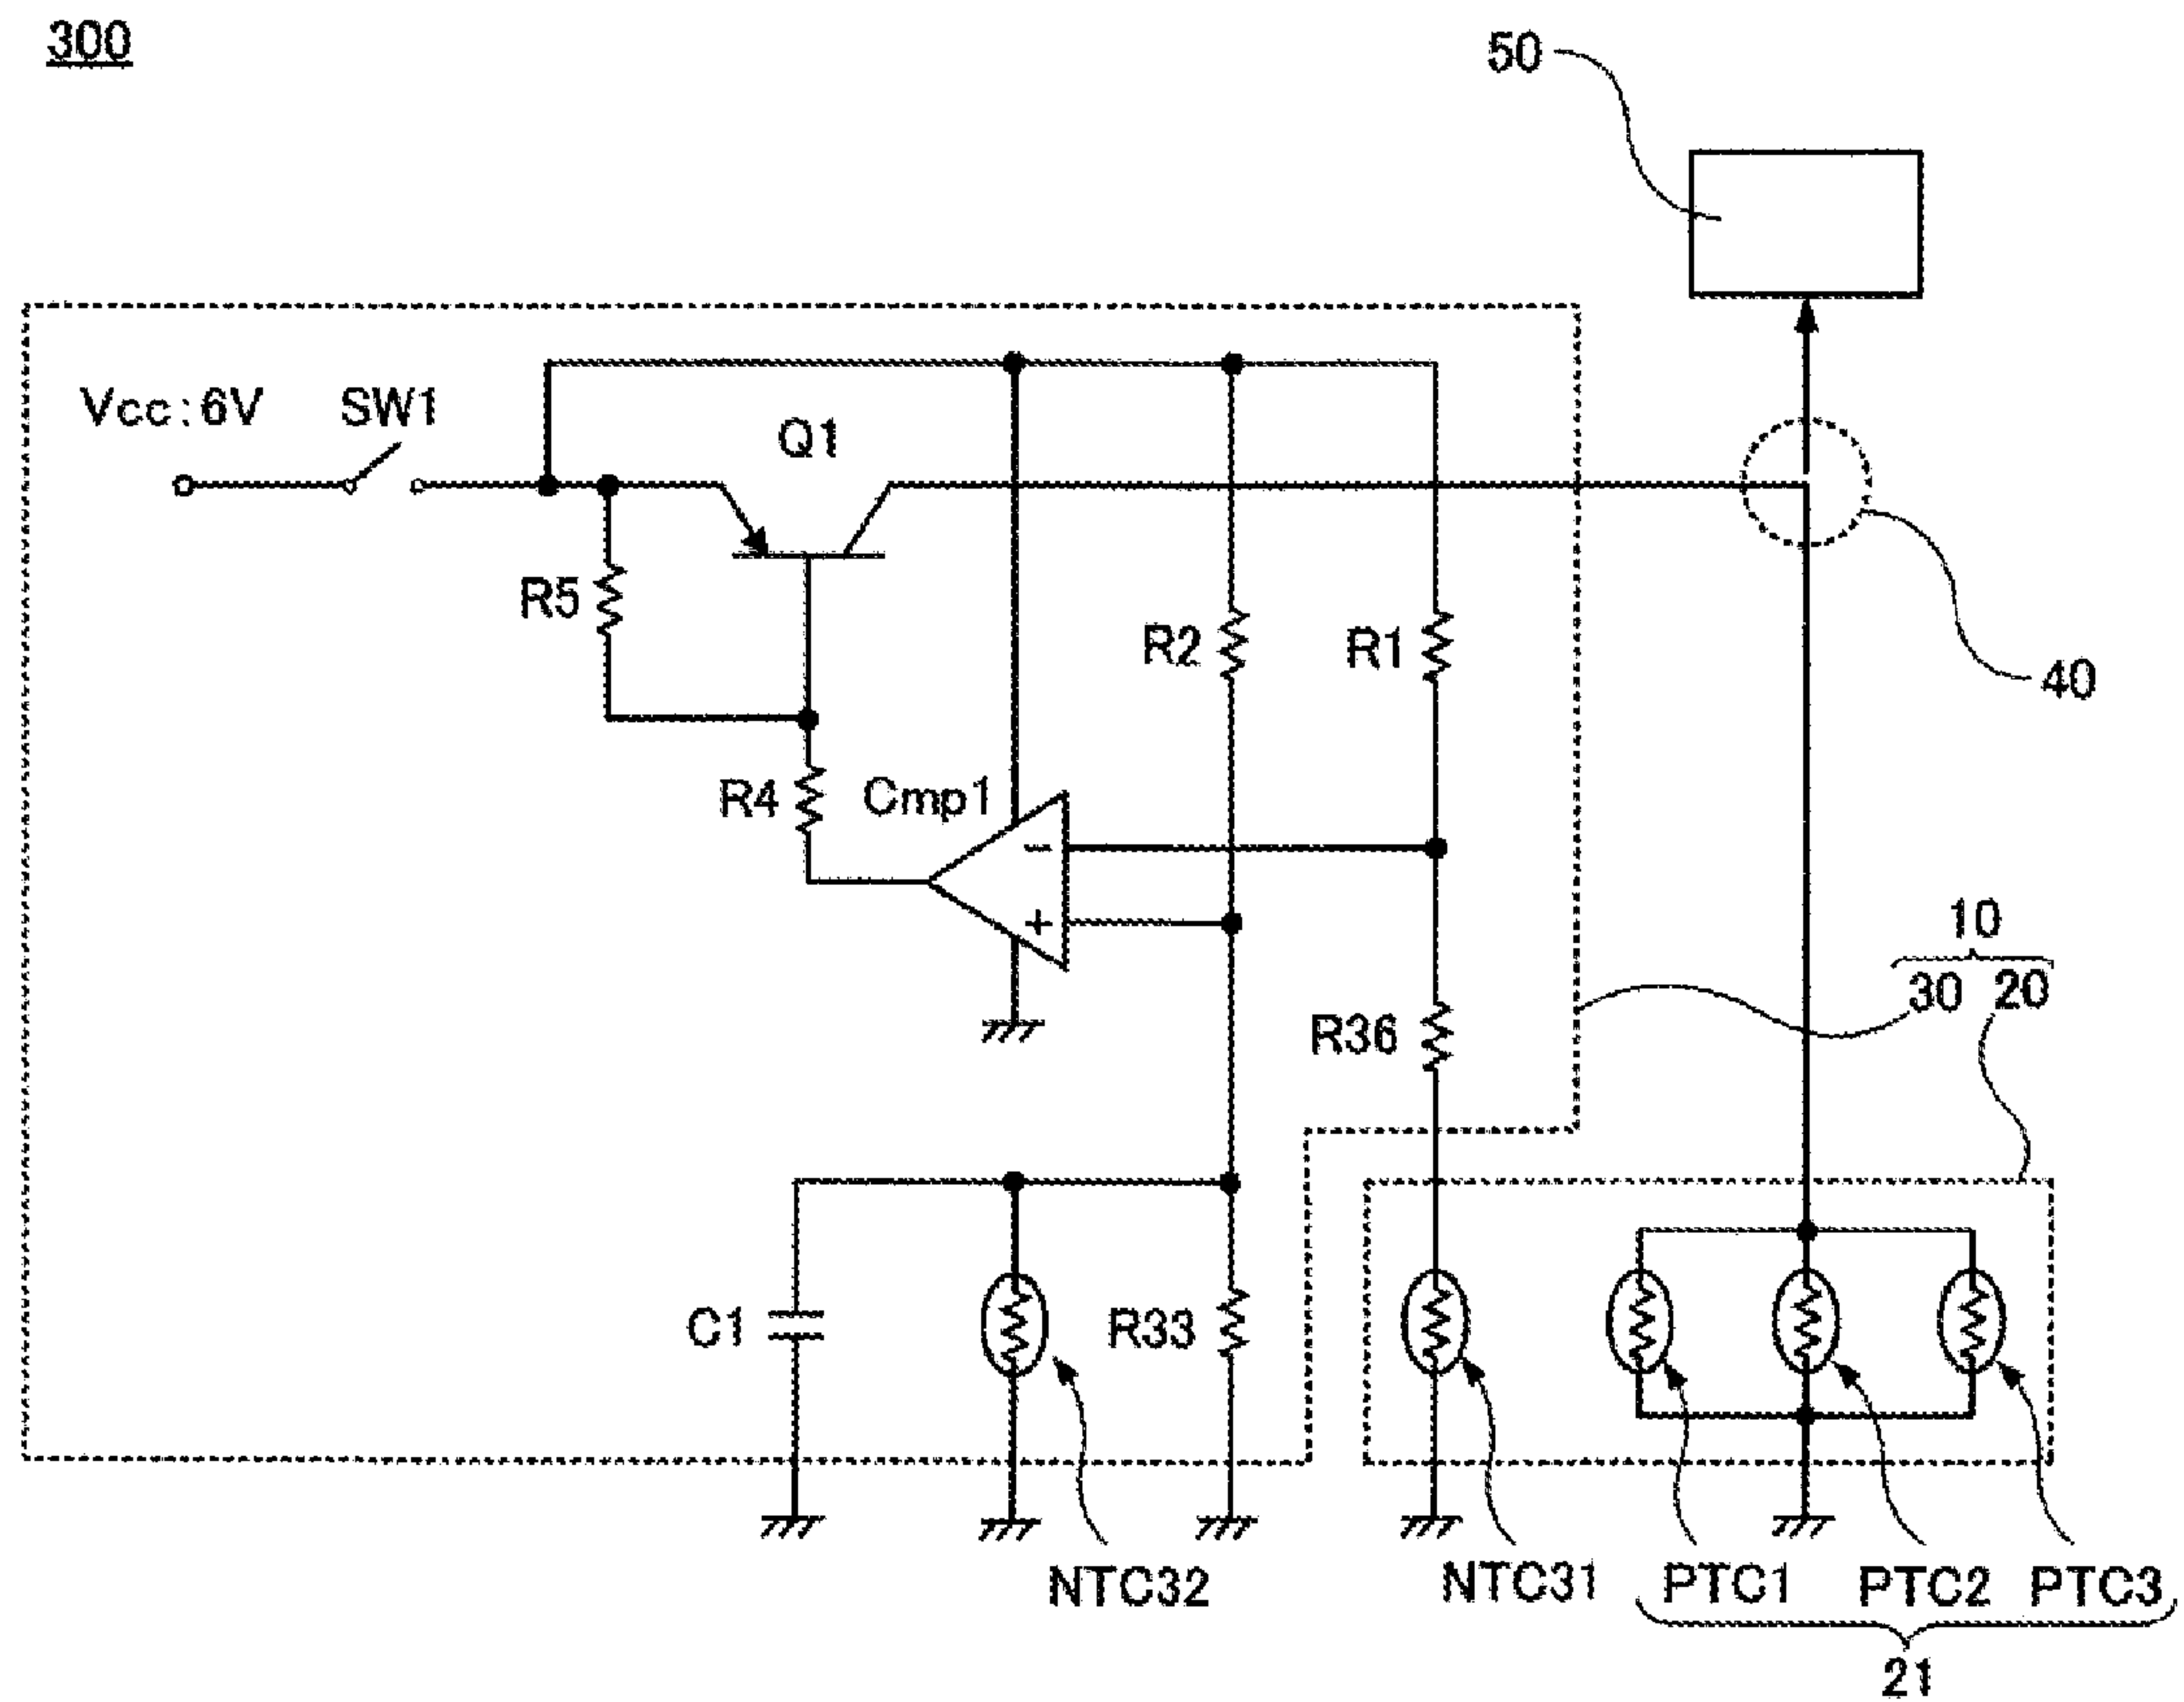 300
50
Vcc:6V
SW1
Q1
R5
R2
R1
40
R4
Cmp1
-
+
10
30 20
R36
C1
R33
NTC32
NTC31
PTC1
PTC2
PTC3
21